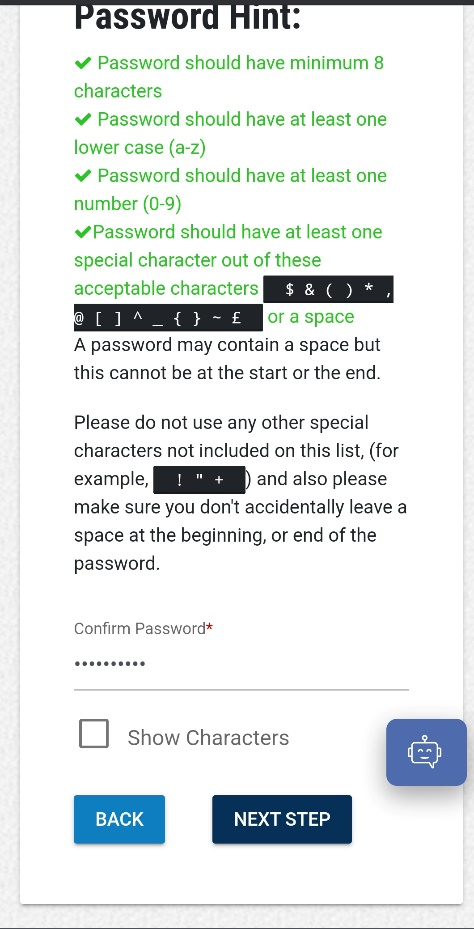 Password Hint:
✔ Password should have minimum 8
characters
✔ Password should have at least one
lower case (a-z)
✔ Password should have at least one
number (0-9)
✔Password should have at least one
special character out of these
acceptable characters $ & ( ) * ,
@ [ ] ^ _ { } ~ £ or a space
A password may contain a space but
this cannot be at the start or the end.
Please do not use any other special
characters not included on this list, (for
example, ! " + ) and also please
make sure you don't accidentally leave a
space at the beginning, or end of the
password.
Confirm Password*
••••••••••
Show Characters
BACK NEXT STEP